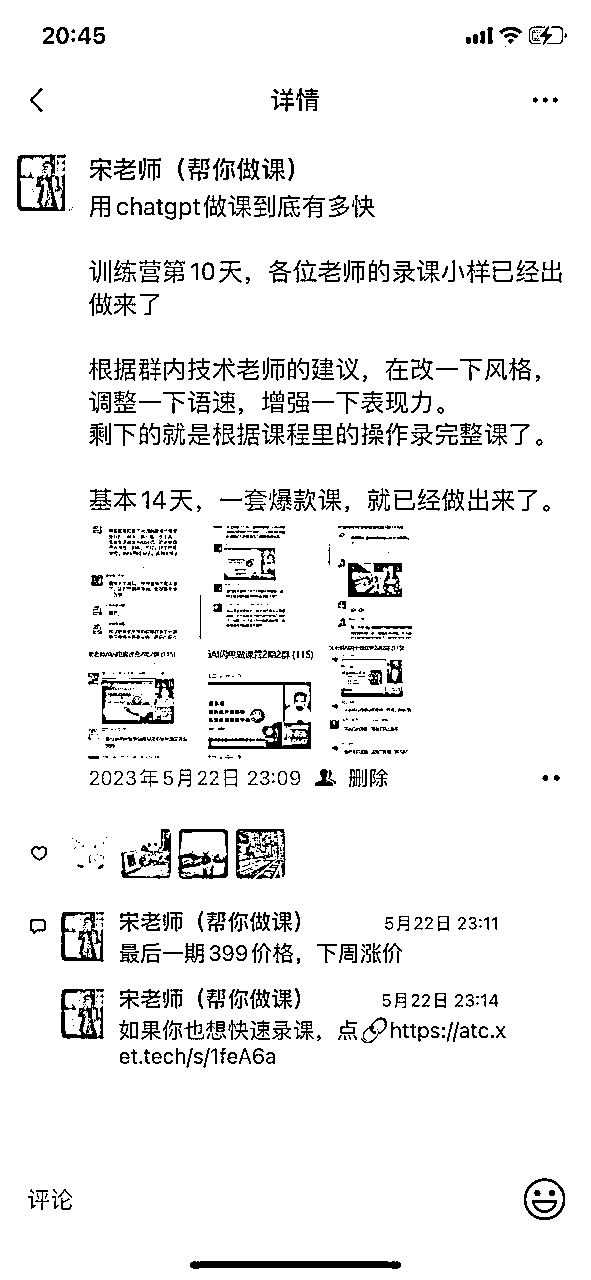 20:45
详情
宋老师（帮你做课）
用chatgpt做课到底有多快
训练营第10天，各位老师的录课小样已经出
做来了
根据群内技术老师的建议，在改一下风格，
调整一下语速，增强一下表现力。
剩下的就是根据课程里的操作录完整课了。
基本14天，一套爆款课，就已经做出来了。
2023年5月22日 23:09 删除
宋老师（帮你做课） 5月22日 23:11
最后一期399价格，下周涨价
宋老师（帮你做课） 5月22日 23:14
如果你也想快速录课，点🔗https://atc.x
et.tech/s/1feA6a
评论